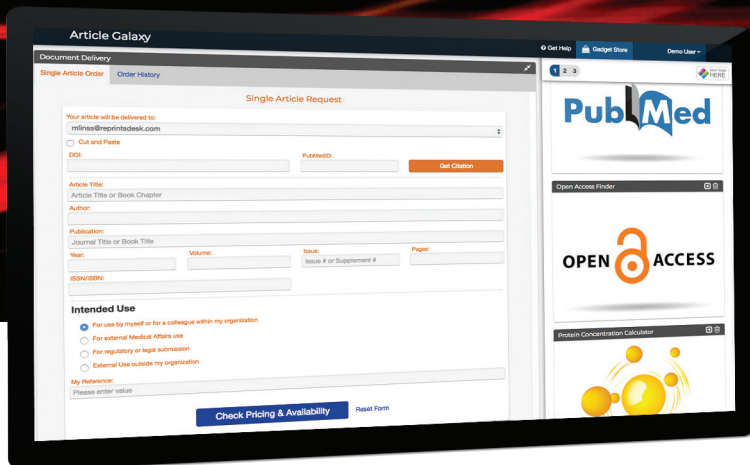 Article Galaxy
Get Help
Gadget Store
Demo User
Document Delivery
Single Article Order
Order History
Single Article Request
Your article will be delivered to:
mlinss@reprintsdesk.com
Cut and Paste
DOI:
PubMedID:
Get Citation
Article Title:
Article Title or Book Chapter
Author:
Publication:
Journal Title or Book Title
Year:
Volume:
Issue:
Pages:
Issue # or Supplement #
ISSN/ISBN:
Intended Use
For use by myself or for a colleague within my organization
For external Medical Affairs use
For regulatory or legal submission
External Use outside my organization
My Reference:
Please enter value
Check Pricing & Availability
Reset Form
1 2 3
your logo
HERE
PubMed
Open Access Finder
OPEN ACCESS
Protein Concentration Calculator